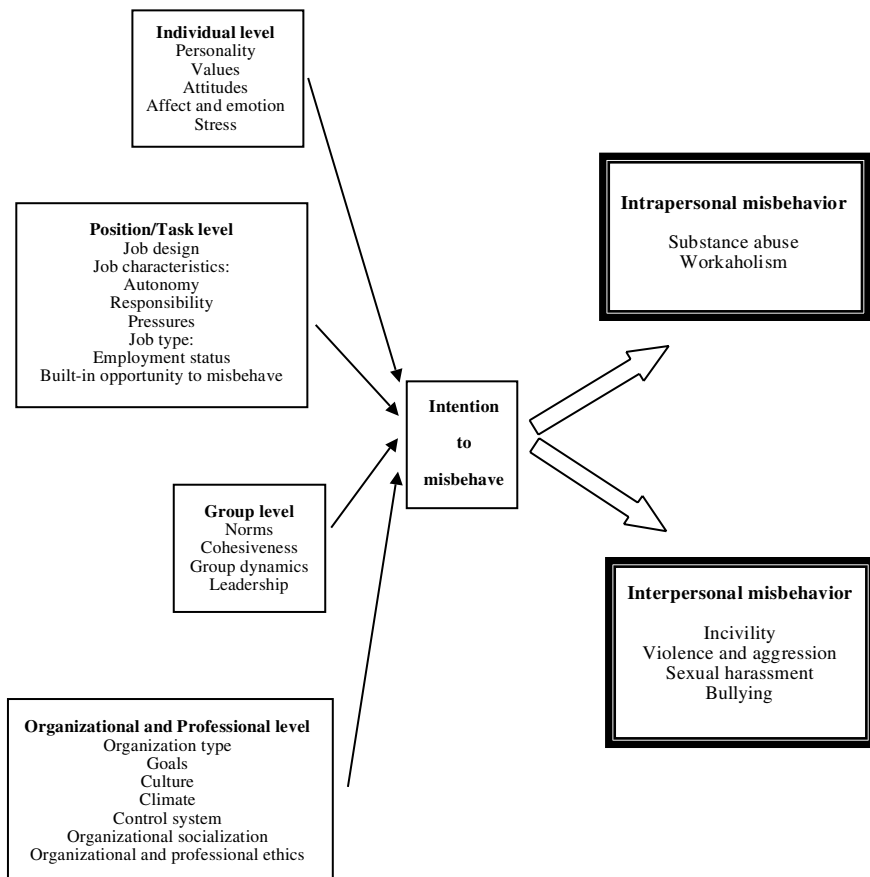 Individual level
Personality
Values
Attitudes
Affect and emotion
Stress
Position/Task level
Job design
Job characteristics:
Autonomy
Responsibility
Pressures
Job type:
Employment status
Built-in opportunity to misbehave
Group level
Norms
Cohesiveness
Group dynamics
Leadership
Organizational and Professional level
Organization type
Goals
Culture
Climate
Control system
Organizational socialization
Organizational and professional ethics
Intention
to
misbehave
Intrapersonal misbehavior
Substance abuse
Workaholism
Interpersonal misbehavior
Incivility
Violence and aggression
Sexual harassment
Bullying